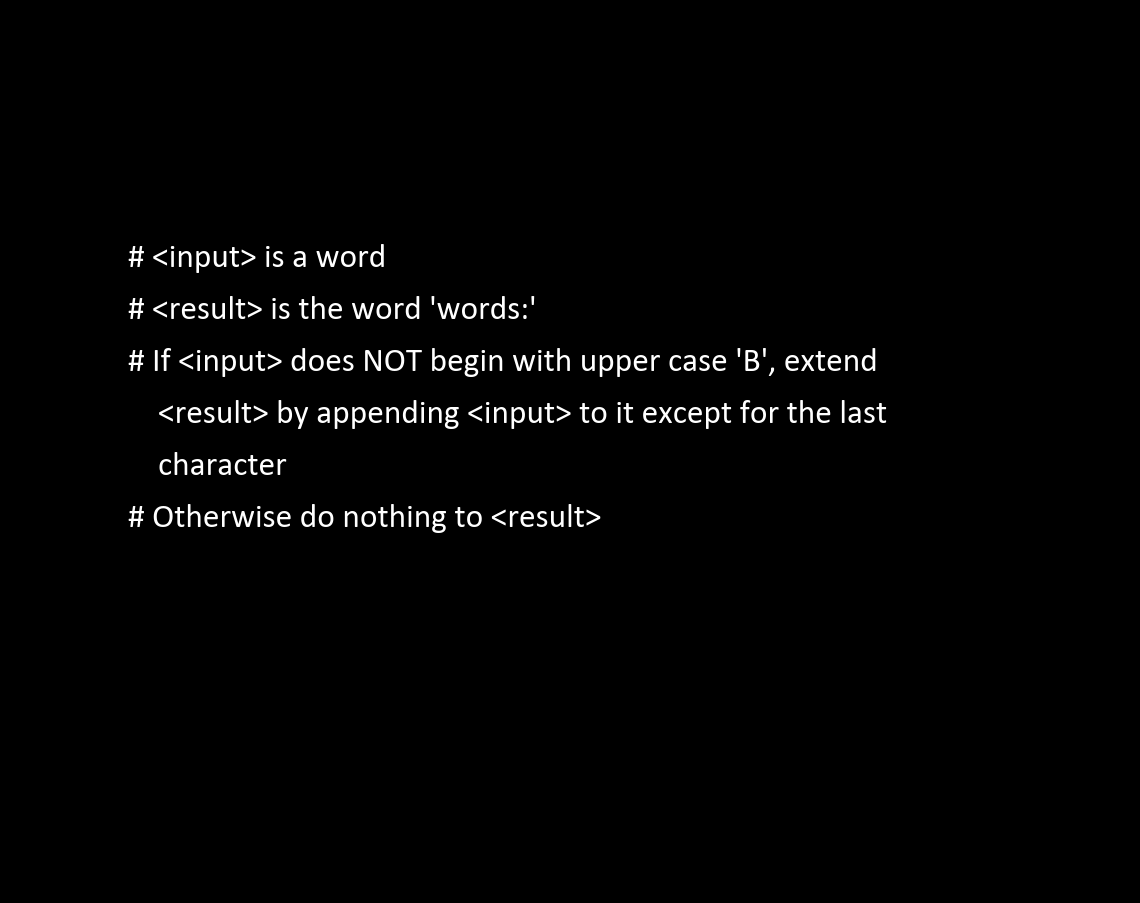 # <input> is a word
# <result> is the word 'words:'
# If <input> does NOT begin with upper case 'B', extend
<result> by appending <input> to it except for the last
character
# Otherwise do nothing to <result>